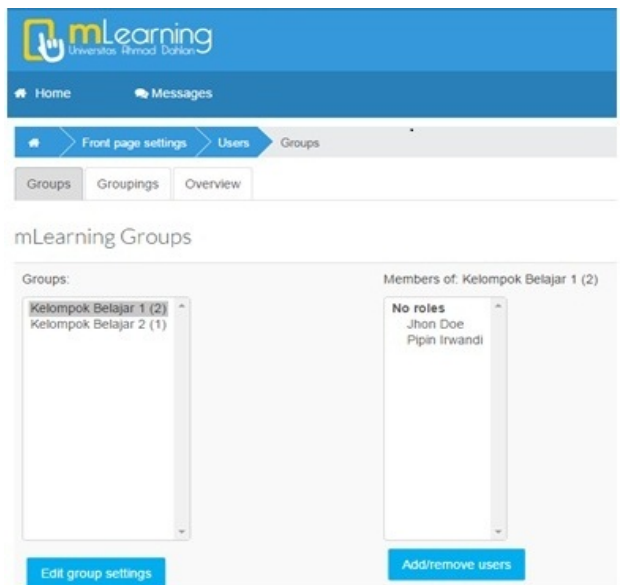 mLearning
Universitas Ahmad Dahlan
Home Messages
Front page settings Users Groups
Groups Groupings Overview
mLearning Groups
Groups:
Kelompok Belajar 1 (2)
Kelompok Belajar 2 (1)
Edit group settings
Members of: Kelompok Belajar 1 (2)
No roles
Jhon Doe
Pipin Irwandi
Add/remove users